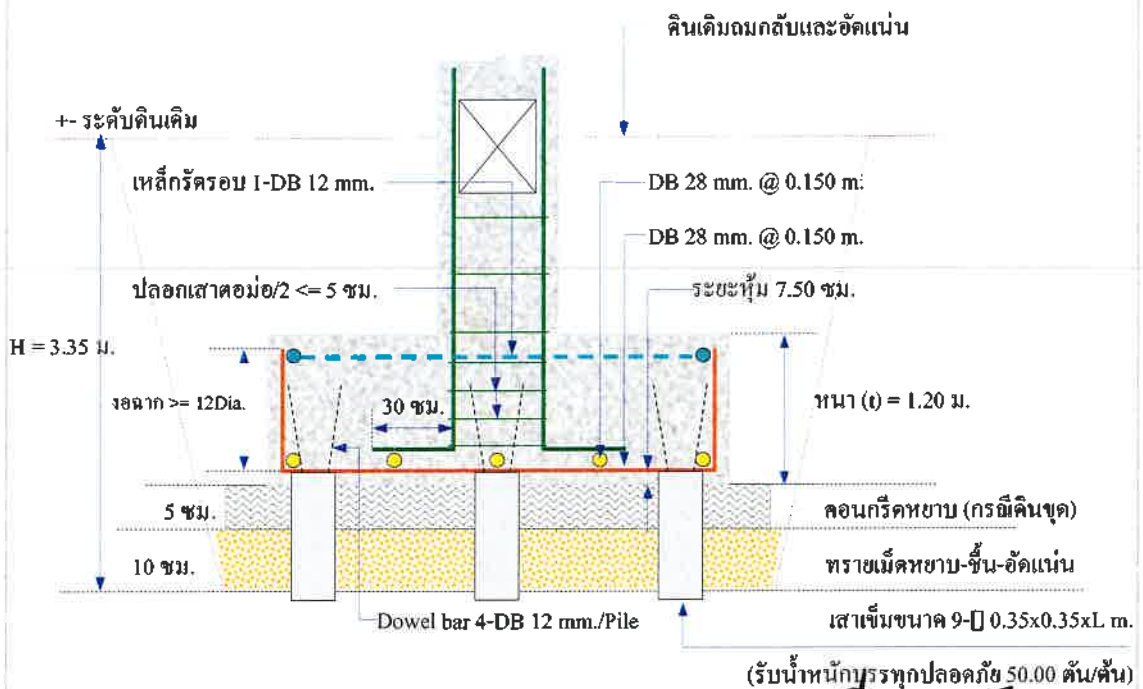 ดินเดิมถมกลับและอัดแน่น
+- ระดับดินเดิม
เหล็กรัดรอบ 1-DB 12 mm.
DB 28 mm. @ 0.150 m.
DB 28 mm. @ 0.150 m.
ปลอกเสาตอม่อ/2 <= 5 ซม.
ระยะหุ้ม 7.50 ซม.
H = 3.35 ม.
งอฉาก >= 12Dia.
30 ซม.
หนา (t) = 1.20 ม.
5 ซม.
คอนกรีตหยาบ (กรณีดินขุด)
10 ซม.
ทรายเม็ดหยาบ-ชื้น-อัดแน่น
Dowel bar 4-DB 12 mm./Pile
เสาเข็มขนาด 9-[] 0.35x0.35xL m.
(รับน้ำหนักบรรทุกปลอดภัย 50.00 ตัน/ต้น)